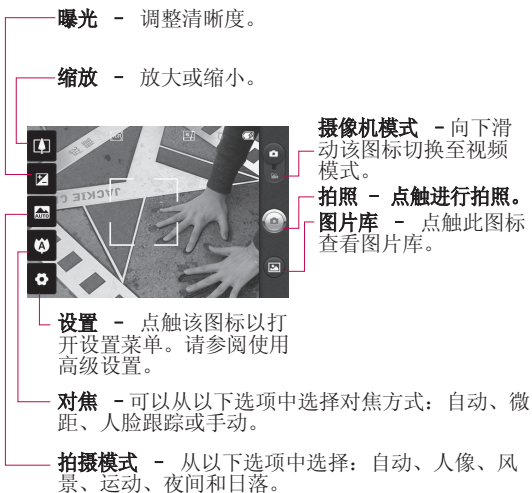 曝光 － 调整清晰度。
缩放 － 放大或缩小。
摄像机模式 －向下滑
动该图标切换至视频
模式。
拍照 － 点触进行拍照。
图片库 － 点触此图标
查看图片库。
JACKIE C
AUTO
设置 － 点触该图标以打
开设置菜单。请参阅使用
高级设置。
对焦 －可以从以下选项中选择对焦方式：自动、微
距、人脸跟踪或手动。
拍摄模式 － 从以下选项中选择：自动、人像、风
景、运动、夜间和日落。